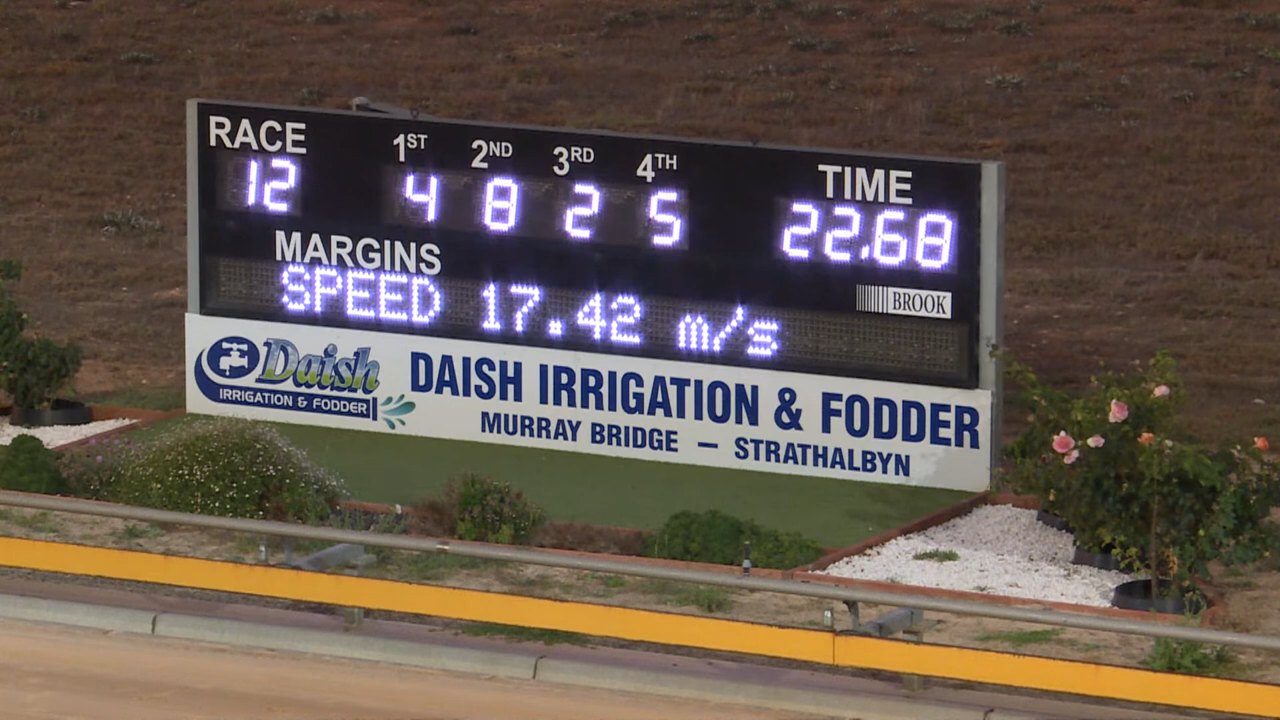 RACE 1ST 2ND 3RD 4TH TIME
12 4 8 2 5 22.68
MARGINS
SPEED 17.42 m/s
BROOK
Daish
IRRIGATION & FODDER
DAISH IRRIGATION & FODDER
MURRAY BRIDGE – STRATHALBYN